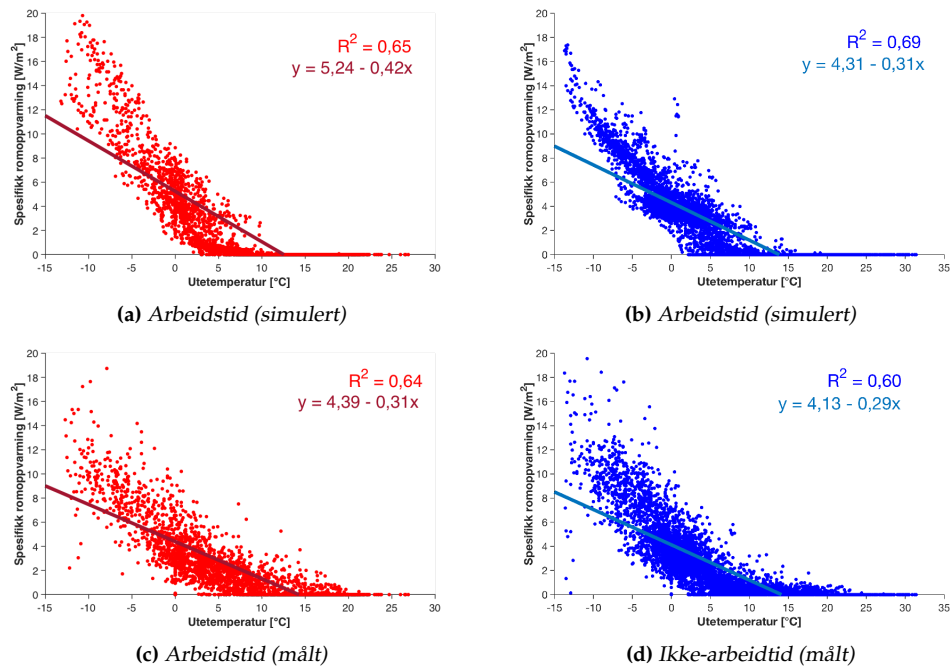 Spesifikk romoppvarming [W/m²]
20
18
16
14
12
10
8
6
4
2
0
R² = 0,65
y = 5,24 - 0,42x
-15 -10 -5 0 5 10 15 20 25 30
Utetemperatur [°C]
(a) Arbeidstid (simulert)
Spesifikk romoppvarming [W/m²]
20
18
16
14
12
10
8
6
4
2
0
R² = 0,69
y = 4,31 - 0,31x
-15 -10 -5 0 5 10 15 20 25 30 35
Utetemperatur [°C]
(b) Arbeidstid (simulert)
Spesifikk romoppvarming [W/m²]
20
18
16
14
12
10
8
6
4
2
0
R² = 0,64
y = 4,39 - 0,31x
-15 -10 -5 0 5 10 15 20 25 30
Utetemperatur [°C]
(c) Arbeidstid (målt)
Spesifikk romoppvarming [W/m²]
20
18
16
14
12
10
8
6
4
2
0
R² = 0,60
y = 4,13 - 0,29x
-15 -10 -5 0 5 10 15 20 25 30 35
Utetemperatur [°C]
(d) Ikke-arbeidtid (målt)